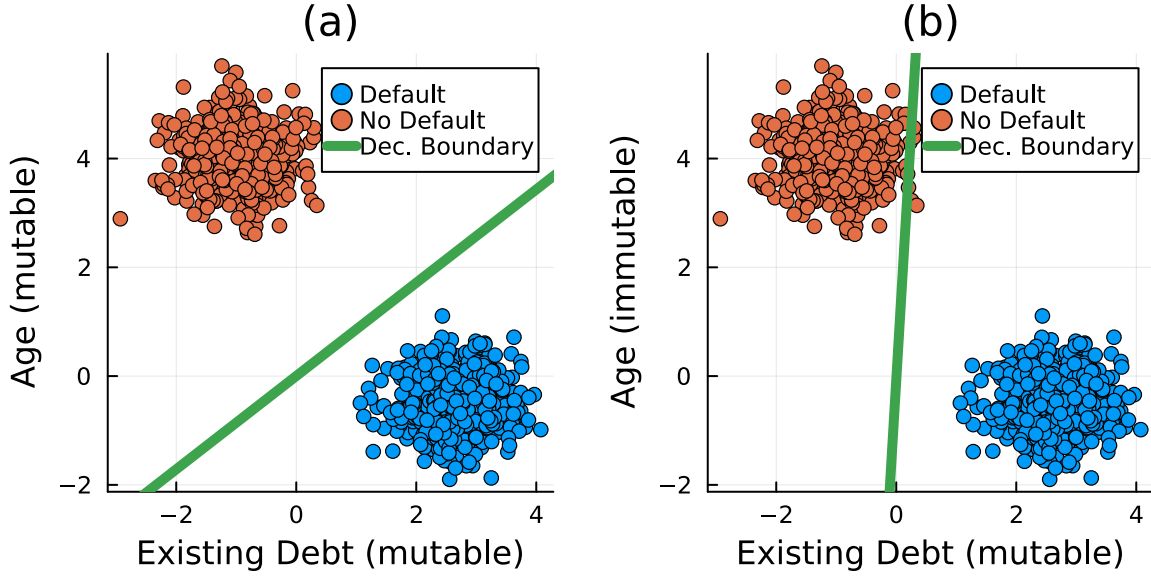 (a)
Default
No Default
Dec. Boundary
Age (mutable)
4
2
0
−2
−2
0
2
4
Existing Debt (mutable)
(b)
Default
No Default
Dec. Boundary
Age (immutable)
4
2
0
−2
−2
0
2
4
Existing Debt (mutable)